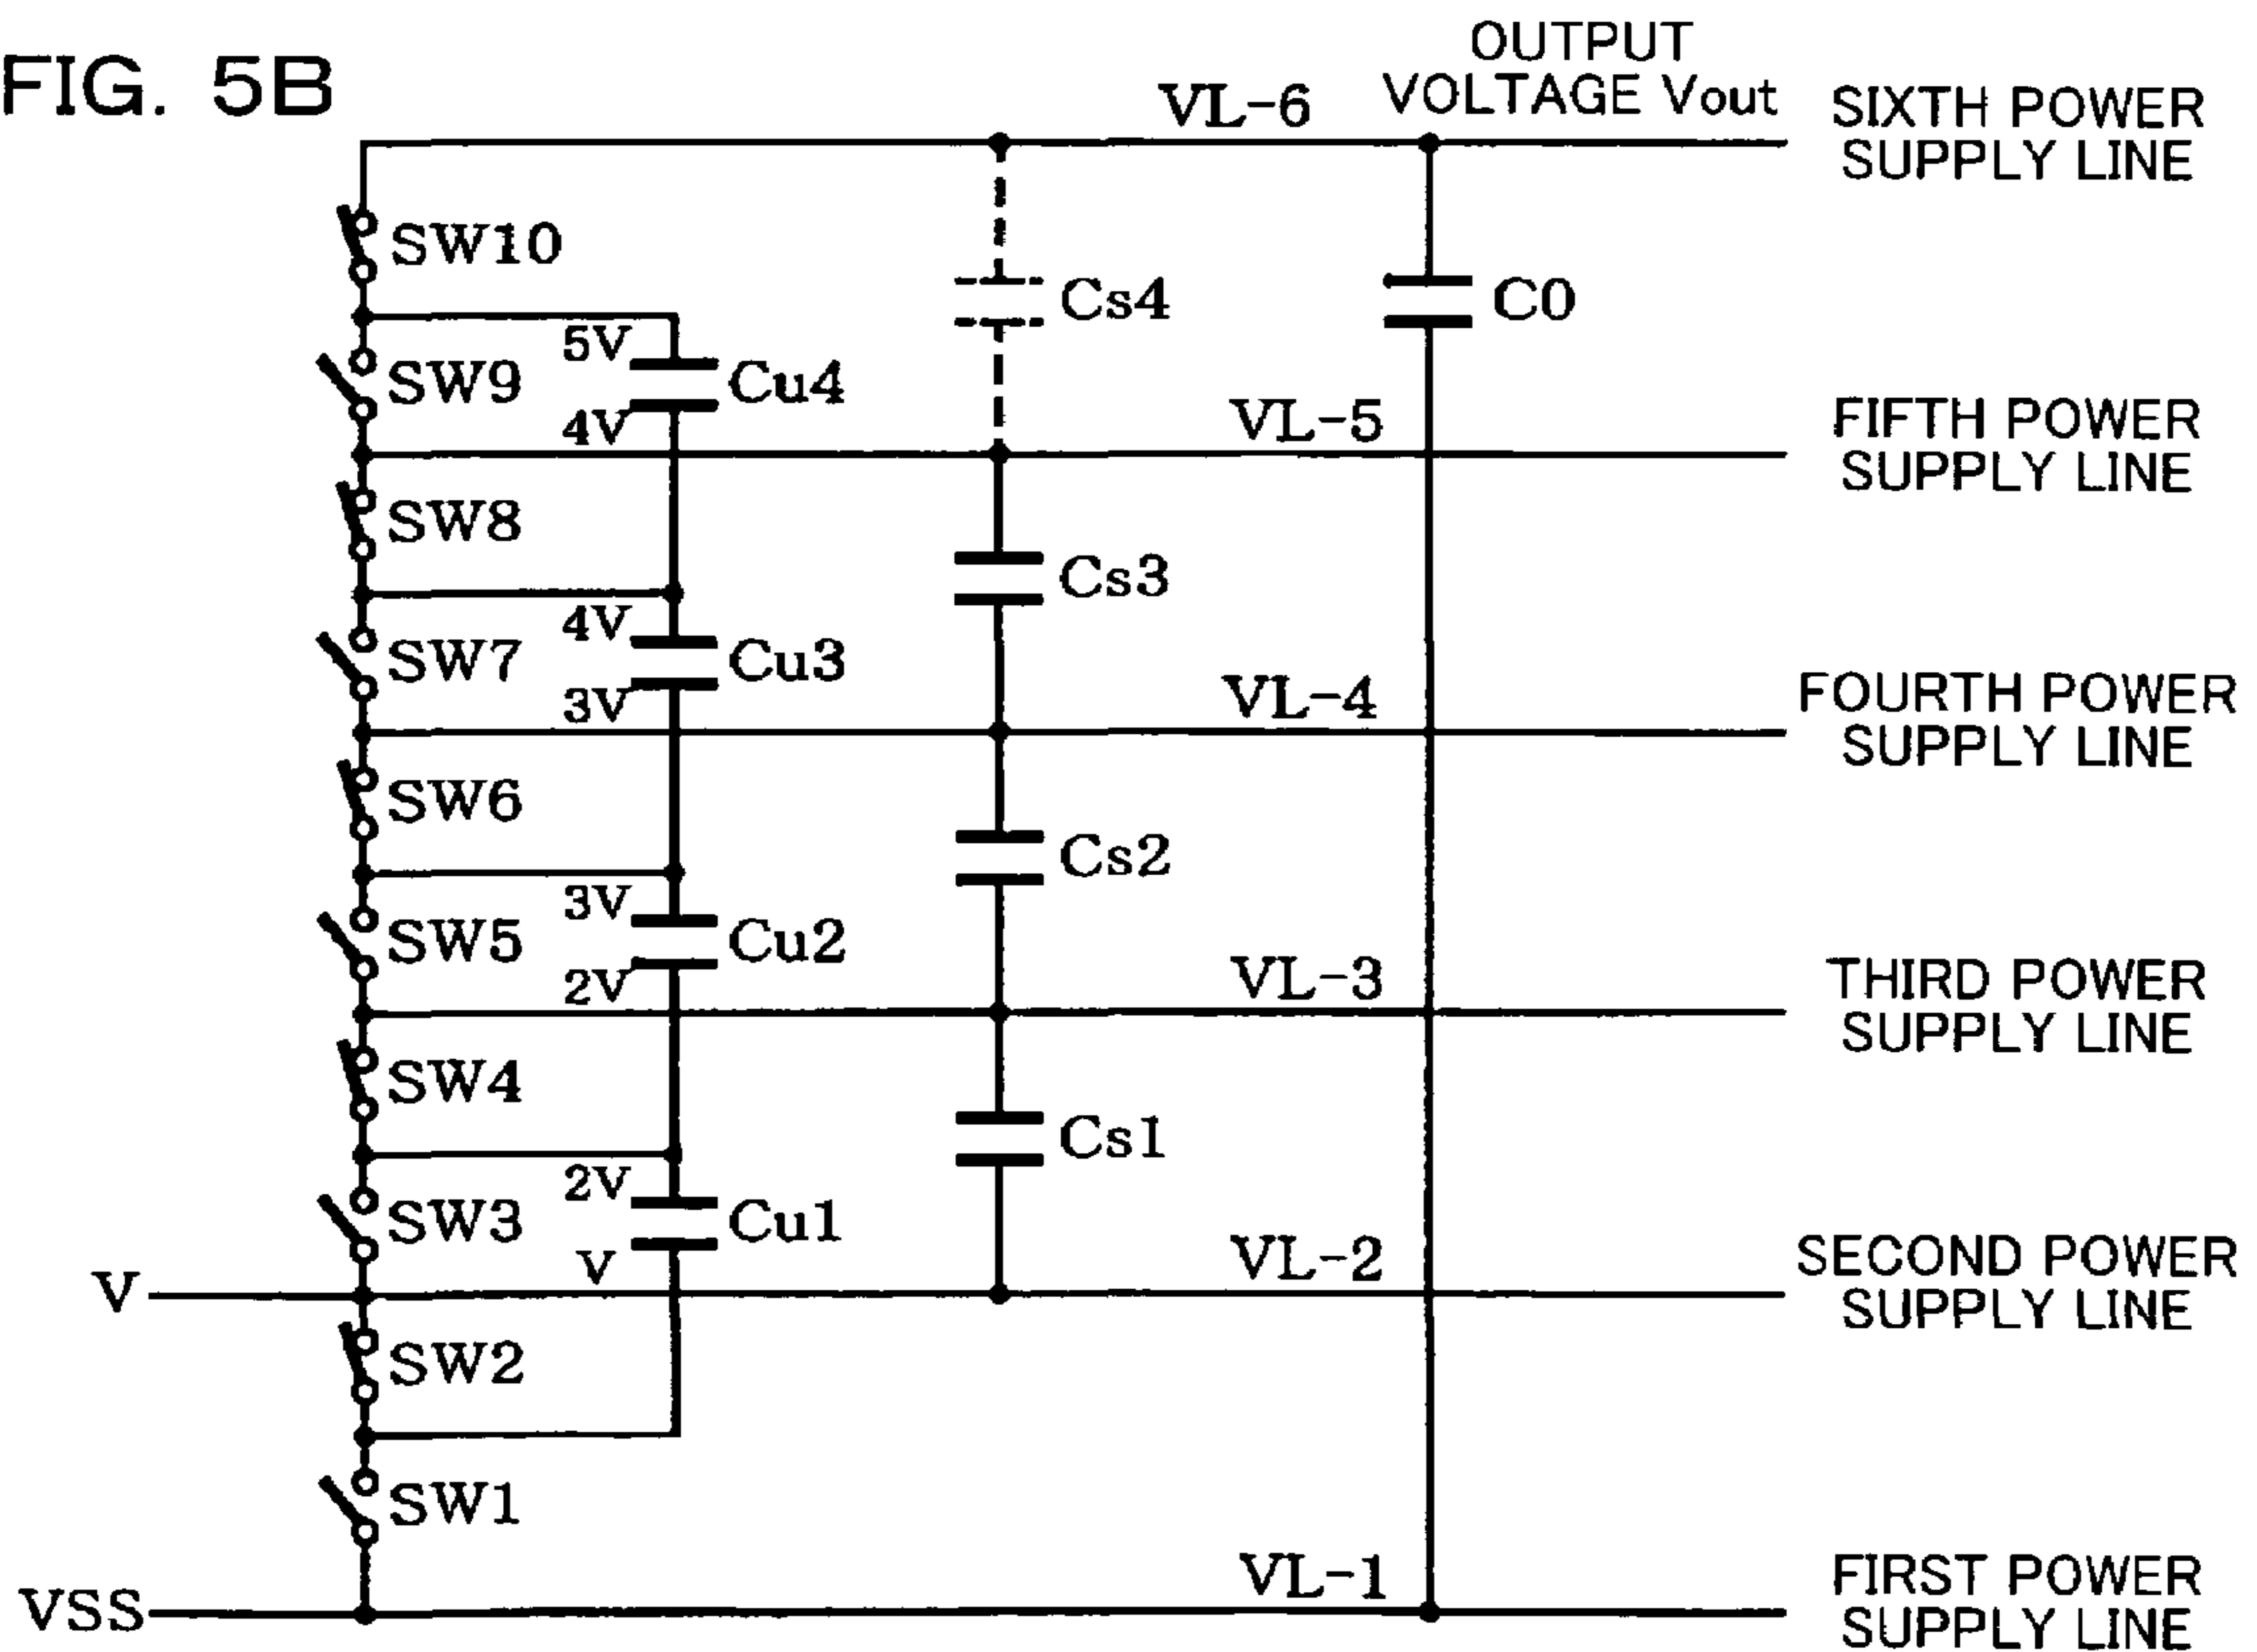 FIG. 5B
OUTPUT
VOLTAGE Vout
VL-6
SIXTH POWER
SUPPLY LINE
SW10
Cs4
C0
5V
SW9
Cu4
4V
VL-5
FIFTH POWER
SUPPLY LINE
SW8
Cs3
4V
SW7
Cu3
3V
VL-4
FOURTH POWER
SUPPLY LINE
SW6
Cs2
3V
SW5
Cu2
2V
VL-3
THIRD POWER
SUPPLY LINE
SW4
Cs1
2V
SW3
Cu1
V
VL-2
SECOND POWER
SUPPLY LINE
V
SW2
SW1
VL-1
FIRST POWER
SUPPLY LINE
VSS